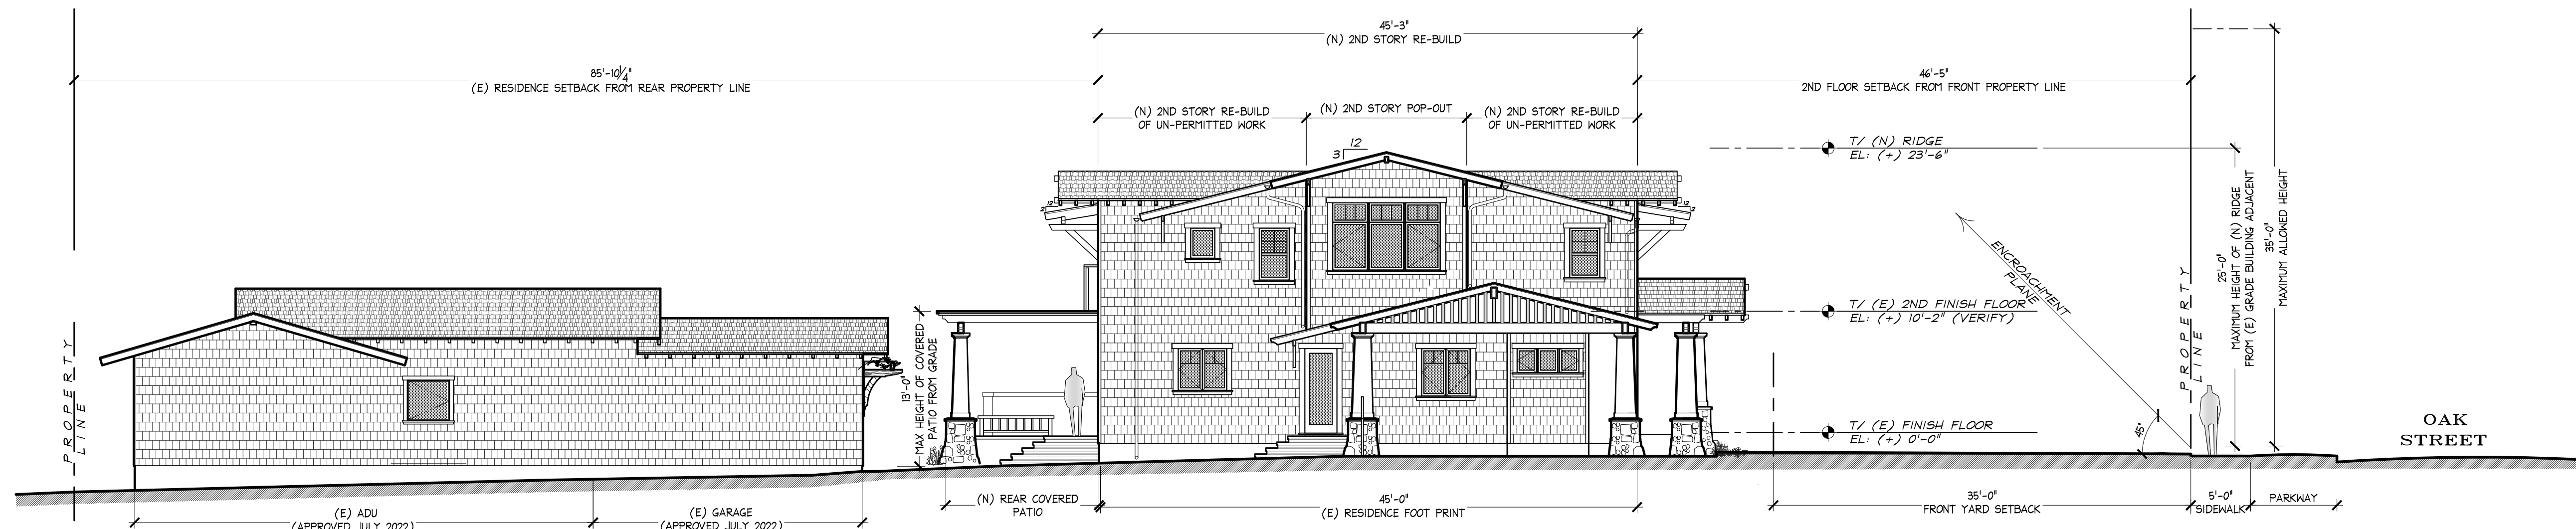 45'-3"
(N) 2ND STORY RE-BUILD
85'-10 1/4"
(E) RESIDENCE SETBACK FROM REAR PROPERTY LINE
46'-5"
2ND FLOOR SETBACK FROM FRONT PROPERTY LINE
(N) 2ND STORY RE-BUILD
OF UN-PERMITTED WORK
(N) 2ND STORY POP-OUT
(N) 2ND STORY RE-BUILD
OF UN-PERMITTED WORK
12
3
T/ (N) RIDGE
EL: (+) 23'-6"
12
2
12
2
ENCROACHMENT
PLANE
T/ (E) 2ND FINISH FLOOR
EL: (+) 10'-2" (VERIFY)
T/ (E) FINISH FLOOR
EL: (+) 0'-0"
45°
PROPERTY
LINE
25'-0"
MAXIMUM HEIGHT OF (N) RIDGE
FROM (E) GRADE BUILDING ADJACENT
35'-0"
MAXIMUM ALLOWED HEIGHT
OAK
STREET
PROPERTY
LINE
13'-0"
MAX HEIGHT OF COVERED
PATIO FROM GRADE
(E) ADU
(APPROVED JULY 2022)
(E) GARAGE
(APPROVED JULY 2022)
(N) REAR COVERED
PATIO
45'-0"
(E) RESIDENCE FOOT PRINT
35'-0"
FRONT YARD SETBACK
5'-0"
SIDEWALK
PARKWAY